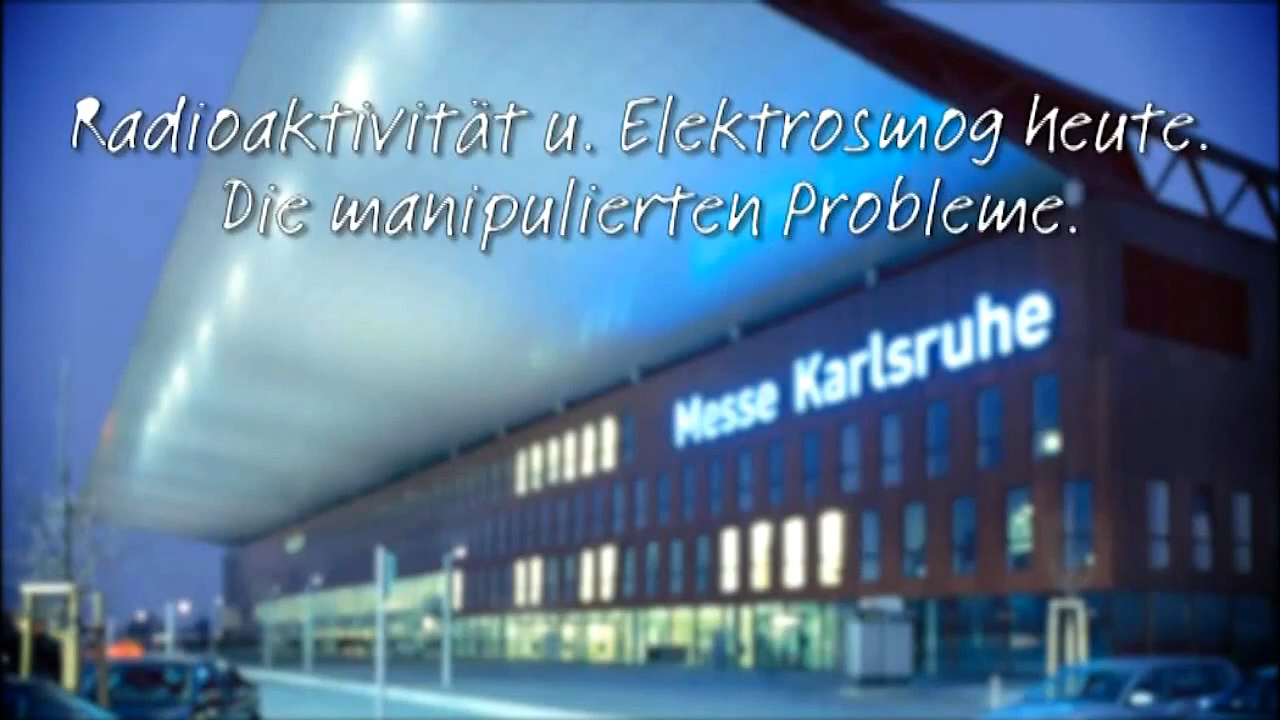 Radioaktivität u. Elektrosmog heute.
Die manipulierten Probleme.
Messe Karlsruhe